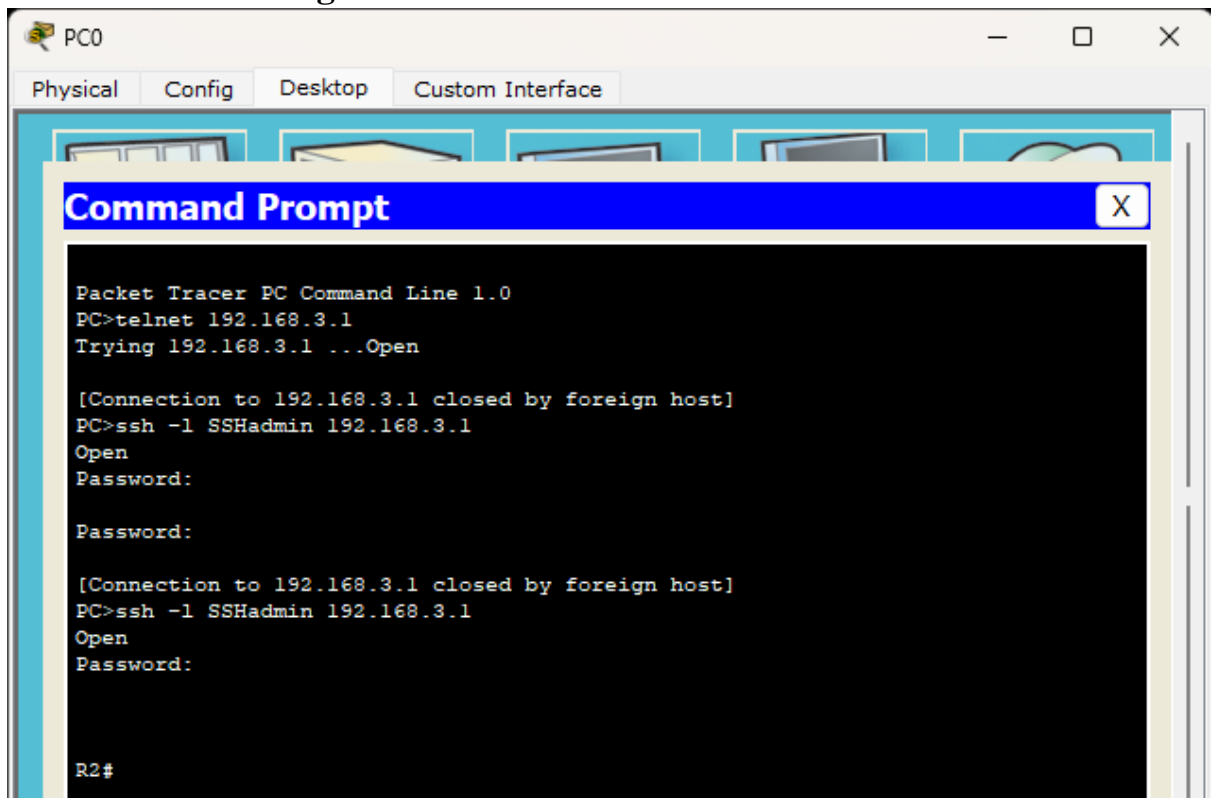 PC0
Physical Config Desktop Custom Interface
Command Prompt
X
Packet Tracer PC Command Line 1.0
PC>telnet 192.168.3.1
Trying 192.168.3.1 ...Open
[Connection to 192.168.3.1 closed by foreign host]
PC>ssh -l SSHadmin 192.168.3.1
Open
Password:
Password:
[Connection to 192.168.3.1 closed by foreign host]
PC>ssh -l SSHadmin 192.168.3.1
Open
Password:
R2#